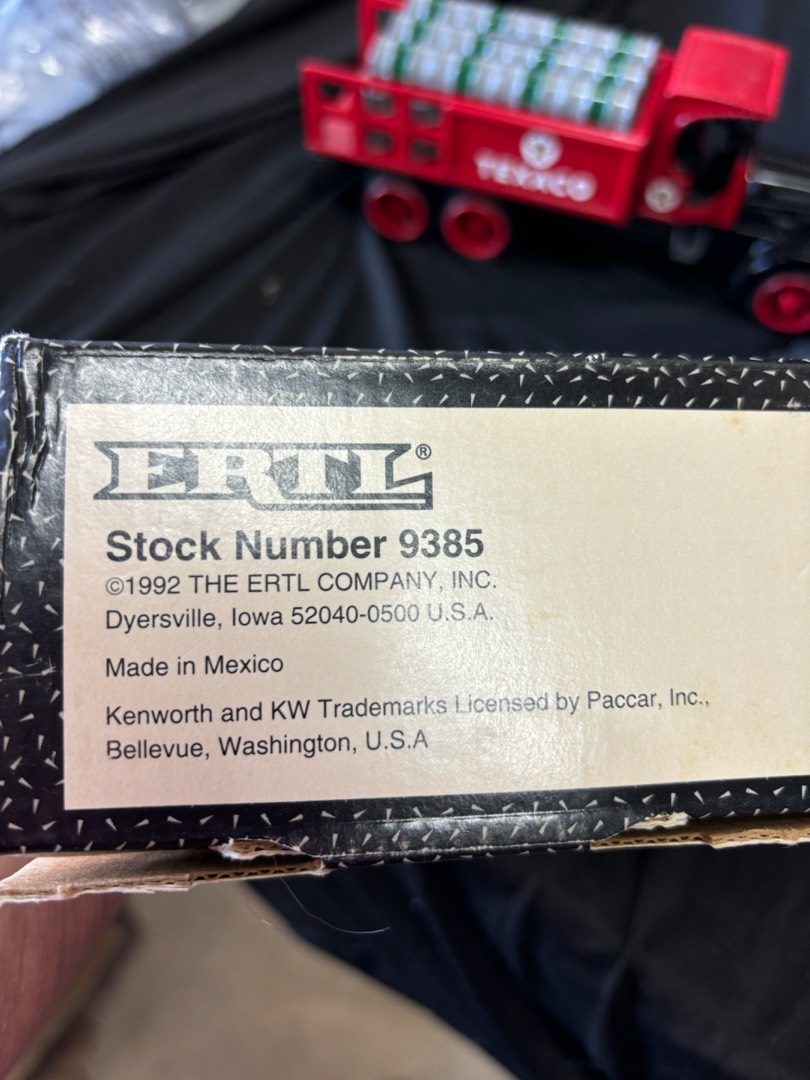 TEXACO
ERTL®
Stock Number 9385
©1992 THE ERTL COMPANY, INC.
Dyersville, Iowa 52040-0500 U.S.A.
Made in Mexico
Kenworth and KW Trademarks Licensed by Paccar, Inc.,
Bellevue, Washington, U.S.A